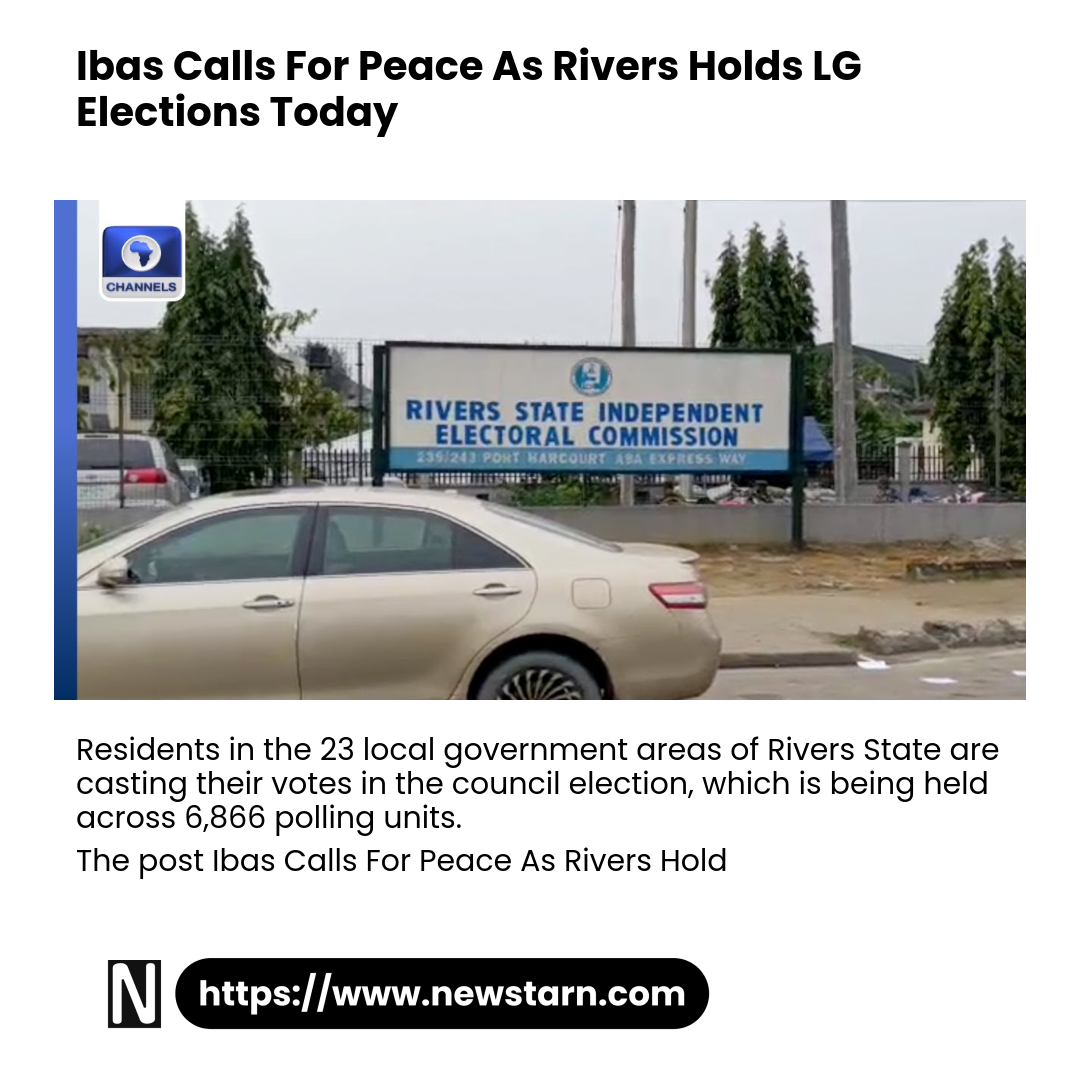 Ibas Calls For Peace As Rivers Holds LG
Elections Today
CHANNELS
RIVERS STATE INDEPENDENT
ELECTORAL COMMISSION
235/243 PORT HARCOURT ABA EXPRESS WAY
Residents in the 23 local government areas of Rivers State are
casting their votes in the council election, which is being held
across 6,866 polling units.
The post Ibas Calls For Peace As Rivers Hold
N https://www.newstarn.com